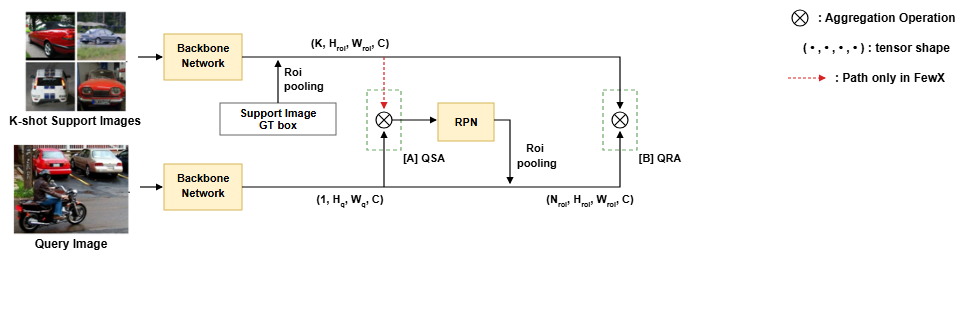 K-shot Support Images
Backbone
Network
(K, Hroi, Wroi, C)
Roi
pooling
Support Image
GT box
[A] QSA
RPN
Roi
pooling
[B] QRA
Query Image
Backbone
Network
(1, Hq, Wq, C)
(Nroi, Hroi, Wroi, C)
: Aggregation Operation
(•,•,•,•) : tensor shape
: Path only in FewX